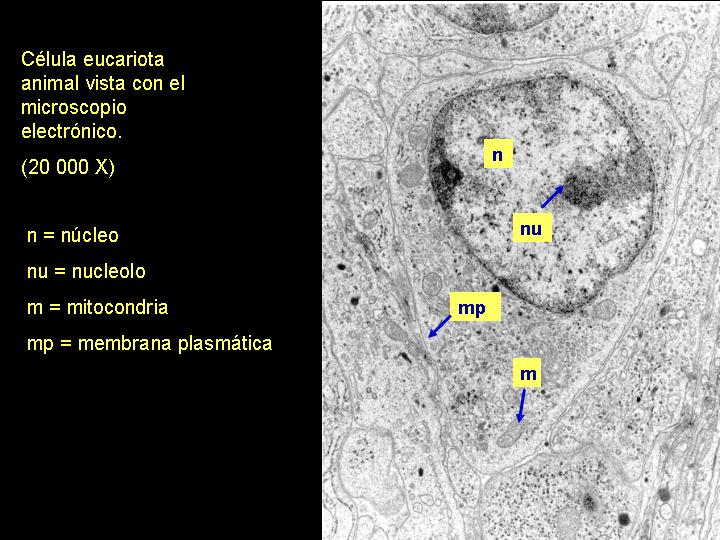 Célula eucariota
animal vista con el
microscopio
electrónico.
(20 000 X)
n = núcleo
nu = nucleolo
m = mitocondria
mp = membrana plasmática
n
nu
mp
m